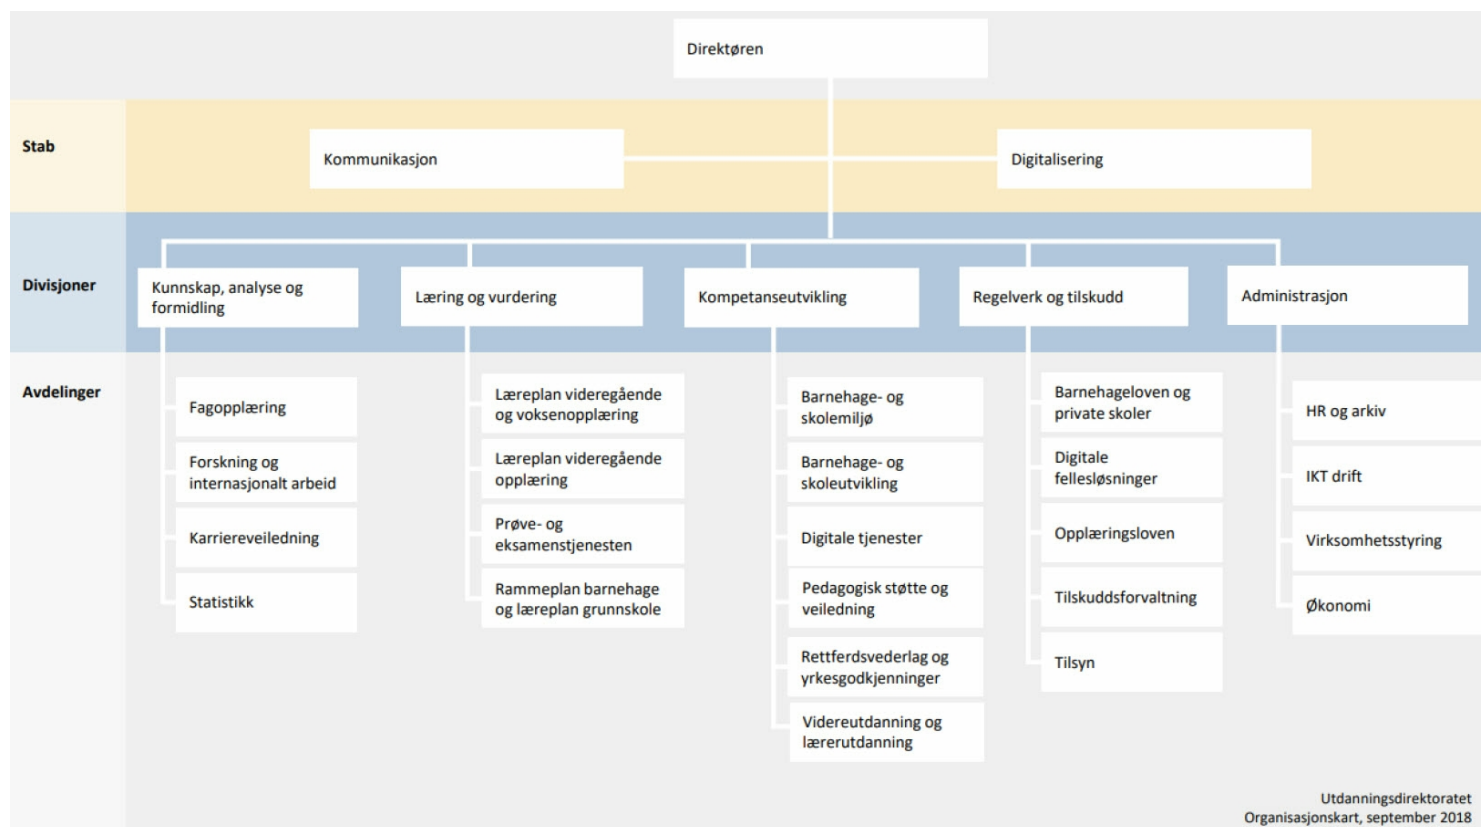 Direktøren
Stab
Kommunikasjon
Digitalisering
Divisjoner
Kunnskap, analyse og
formidling
Læring og vurdering
Kompetanseutvikling
Regelverk og tilskudd
Administrasjon
Avdelinger
Fagopplæring
Forskning og
internasjonalt arbeid
Karriereveiledning
Statistikk
Læreplan videregående
og voksenopplæring
Læreplan videregående
opplæring
Prøve- og
eksamenstjenesten
Rammeplan barnehage
og læreplan grunnskole
Barnehage- og
skolemiljø
Barnehage- og
skoleutvikling
Digitale tjenester
Pedagogisk støtte og
veiledning
Rettferdsvederlag og
yrkesgodkjenninger
Videreutdanning og
lærerutdanning
Barnehageloven og
private skoler
Digitale
fellesløsninger
Opplæringsloven
Tilskuddsforvaltning
Tilsyn
HR og arkiv
IKT drift
Virksomhetsstyring
Økonomi
Utdanningsdirektoratet
Organisasjonskart, september 2018